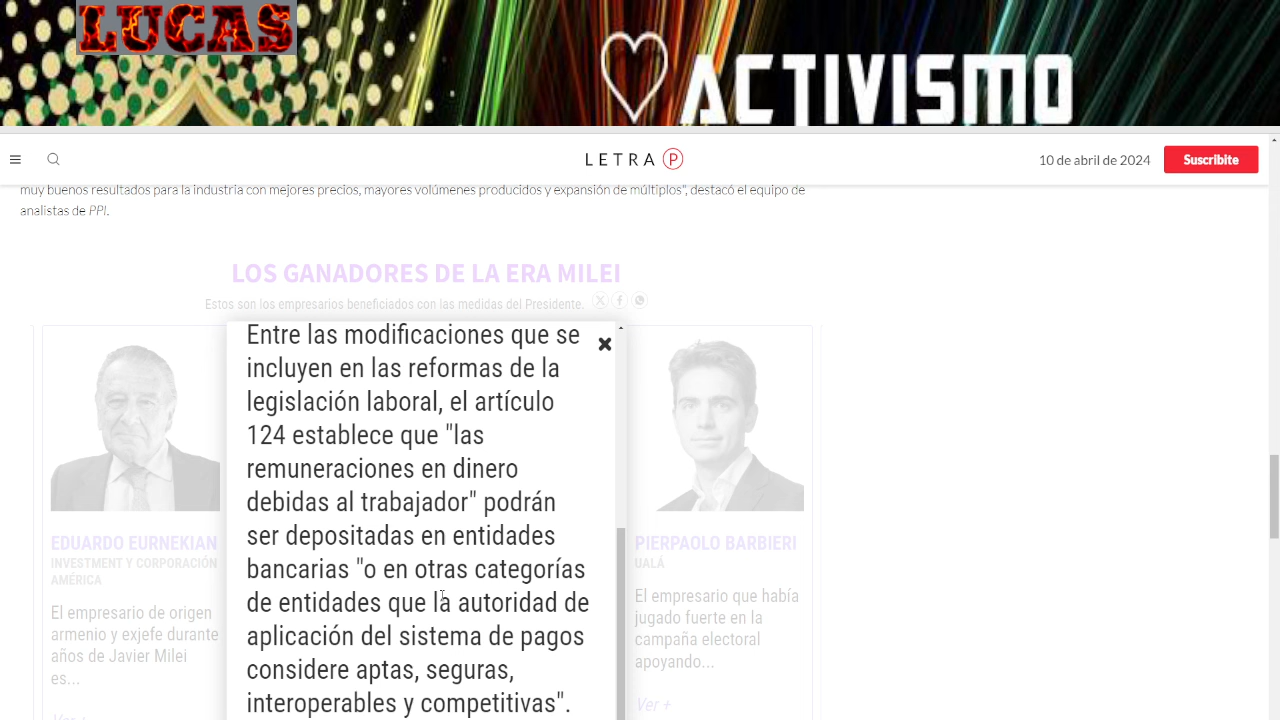 LUCAS
ACTIVISMO
LETRA P
10 de abril de 2024
Suscribite
muy buenos resultados para la industria con mejores precios, mayores volúmenes producidos y expansión de múltiplos", destacó el equipo de
analistas de PPI.
LOS GANADORES DE LA ERA MILEI
Estos son los empresarios beneficiados con las medidas del Presidente.
Entre las modificaciones que se
incluyen en las reformas de la
legislación laboral, el artículo
124 establece que "las
remuneraciones en dinero
debidas al trabajador" podrán
ser depositadas en entidades
bancarias "o en otras categorías
de entidades que la autoridad de
aplicación del sistema de pagos
considere aptas, seguras,
interoperables y competitivas".
EDUARDO EURNEKIAN
INVESTMENT Y CORPORACIÓN
AMÉRICA
El empresario de origen
armenio y exjefe durante
años de Javier Milei
es...
Ver +
PIERPAOLO BARBIERI
UALÁ
El empresario que había
jugado fuerte en la
campaña electoral
apoyando...
Ver +